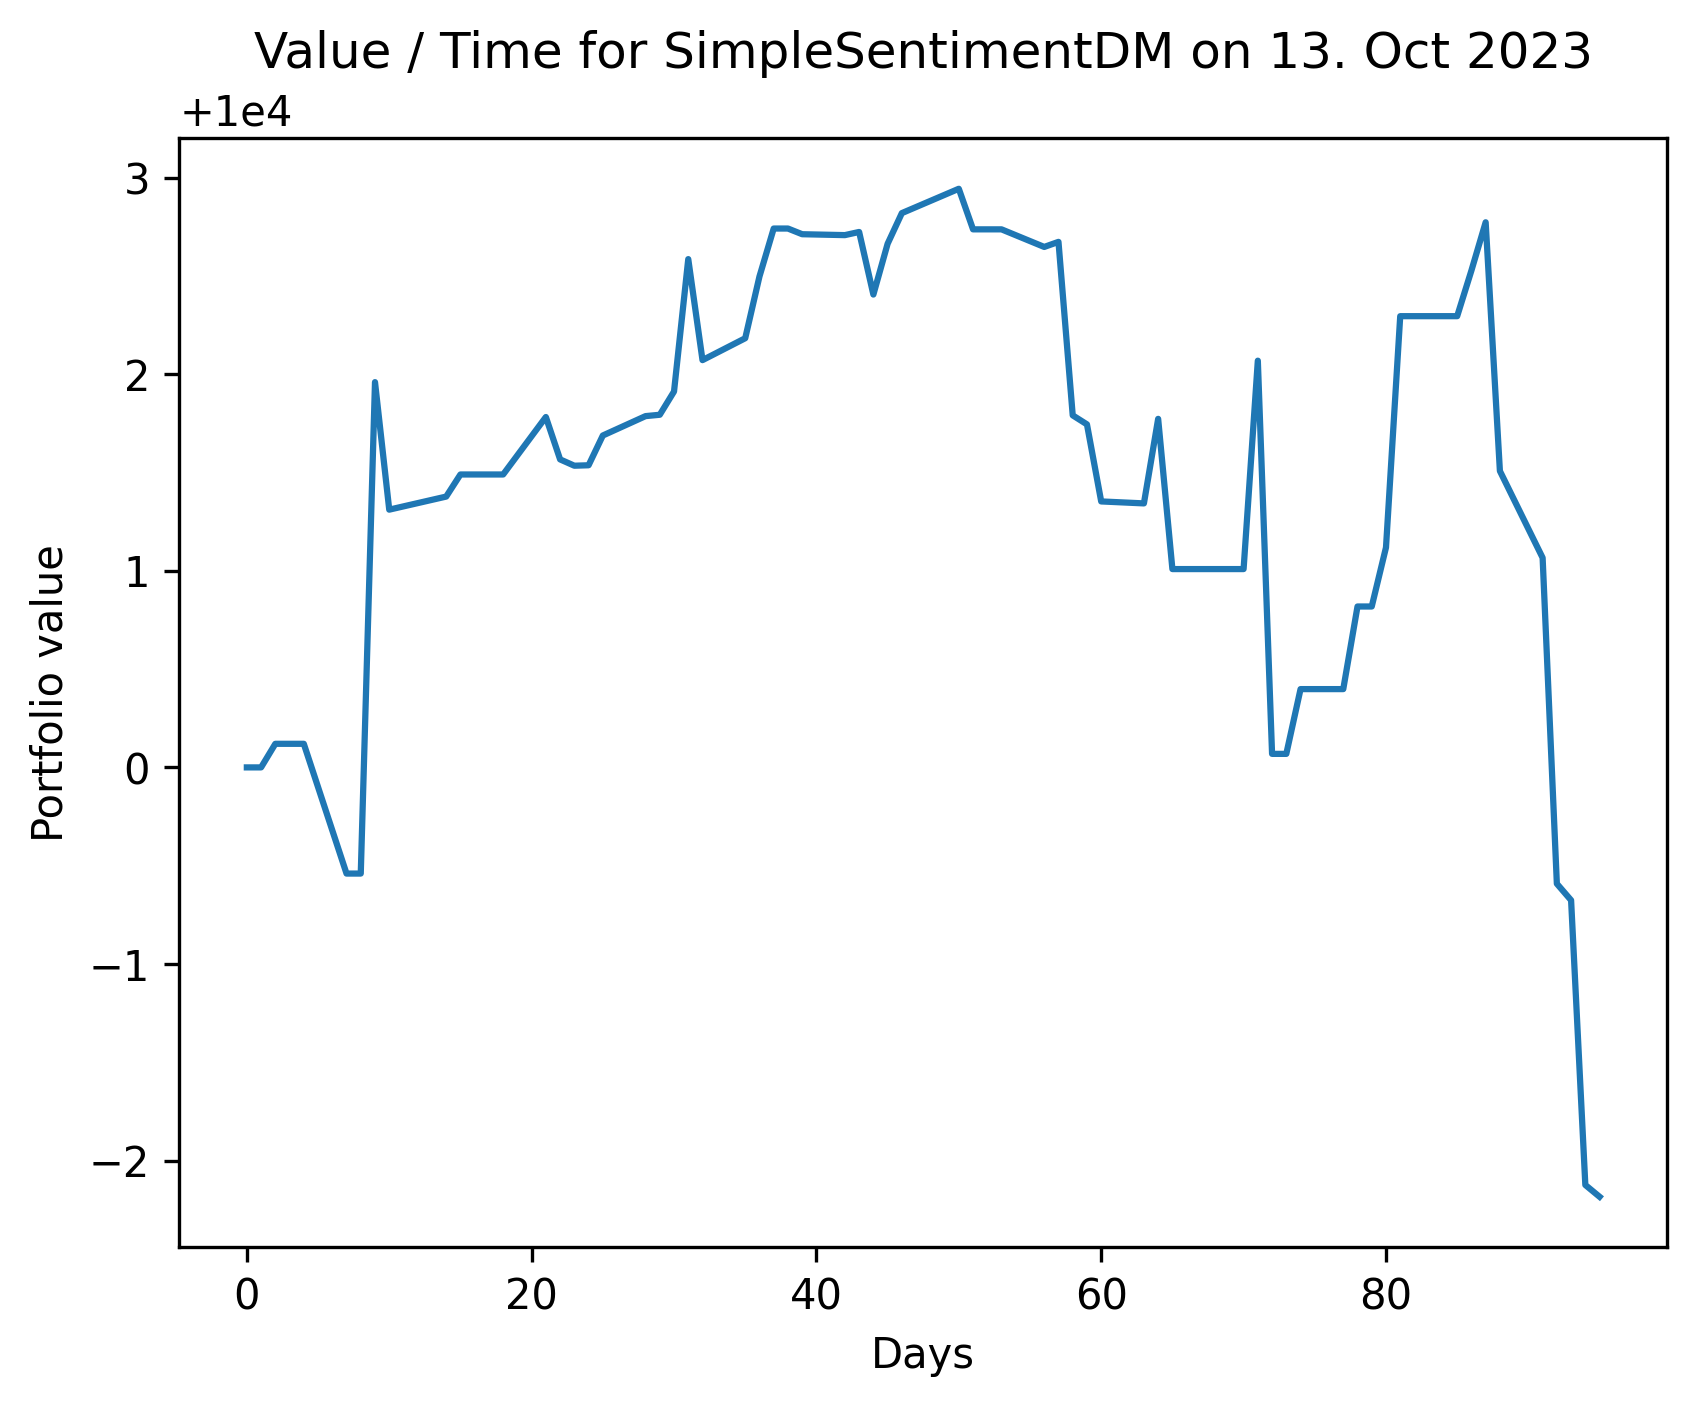 Value / Time for SimpleSentimentDM on 13. Oct 2023
+1e4
3
2
1
0
−1
−2
Portfolio value
0 20 40 60 80
Days